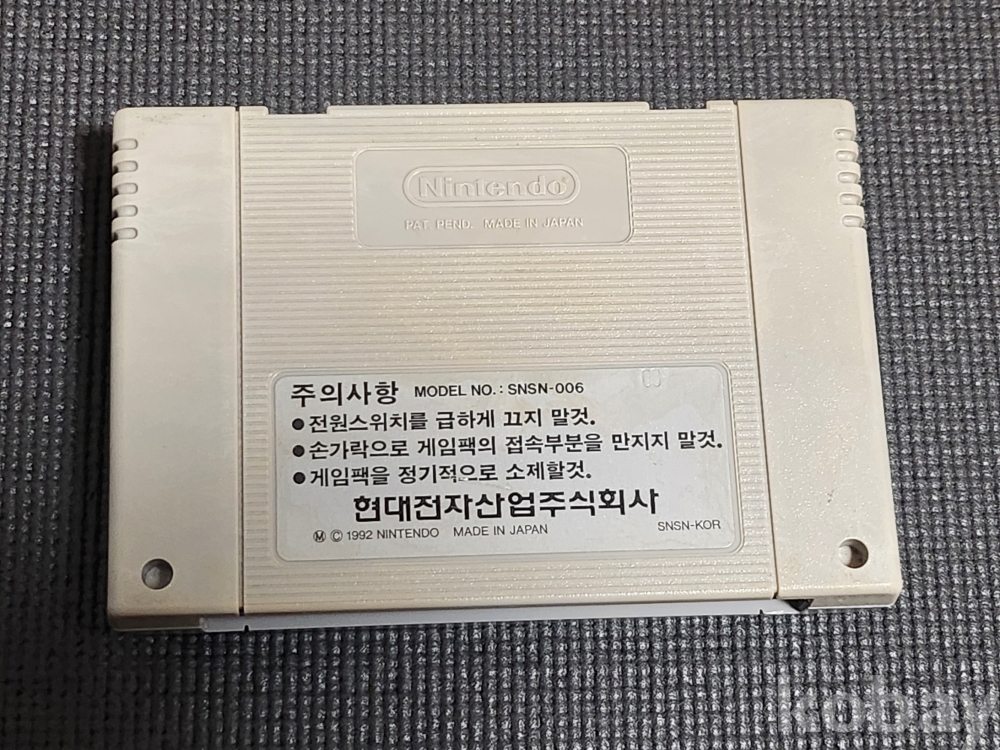 Nintendo
PAT. PEND. MADE IN JAPAN
주의사항 MODEL NO.: SNSN-006
● 전원스위치를 급하게 끄지 말것.
● 손가락으로 게임팩의 접속부분을 만지지 말것.
● 게임팩을 정기적으로 소제할것.
현대전자산업주식회사
Ⓜ © 1992 NINTENDO MADE IN JAPAN SNSN-KOR
kobay